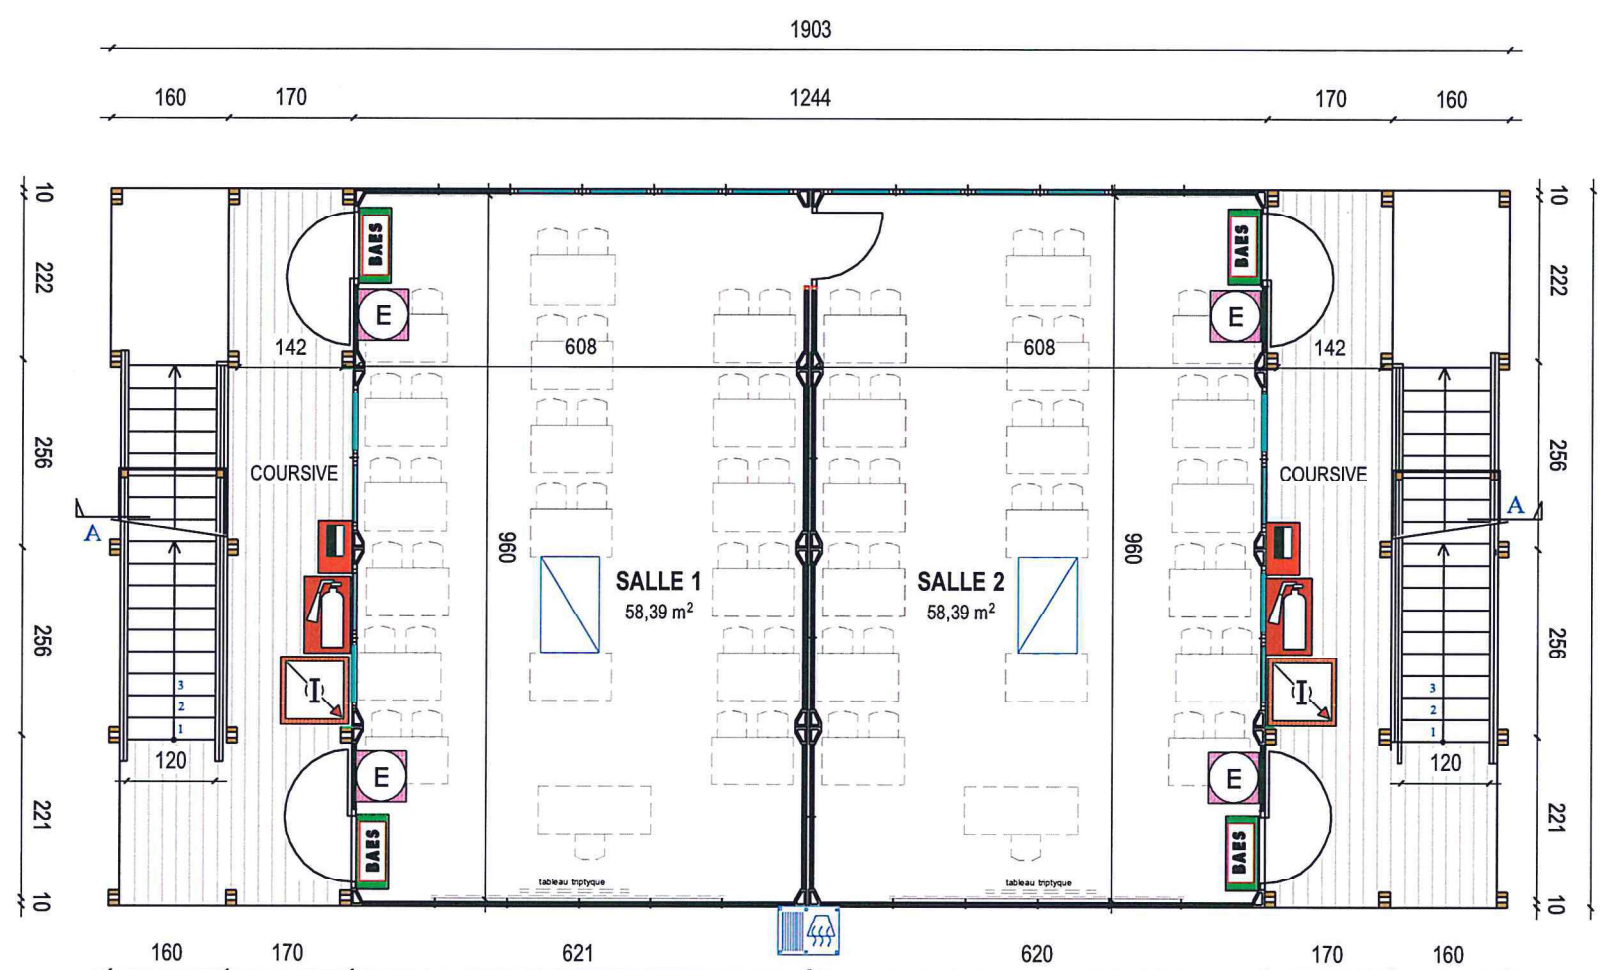 1903
160 170 1244 170 160
10 10
BAES BAES
222 222
E E
142 608 608 142
256 256
COURSIVE COURSIVE
A A
960 960
SALLE 1 SALLE 2
58,39 m² 58,39 m²
256 256
I I
3 3
2 2
1 1
120 120
E E
221 221
BAES BAES
tableau triptyque tableau triptyque
10 10
160 170 621 620 170 160